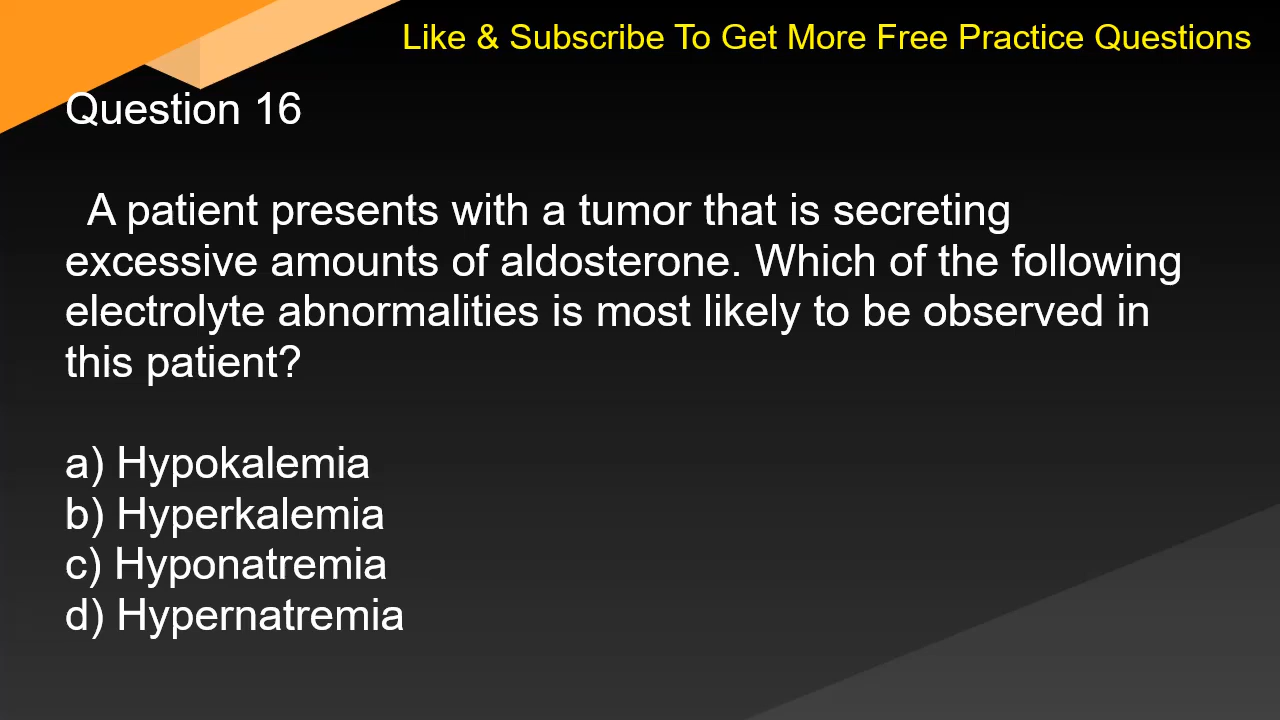 Like & Subscribe To Get More Free Practice Questions
Question 16
A patient presents with a tumor that is secreting
excessive amounts of aldosterone. Which of the following
electrolyte abnormalities is most likely to be observed in
this patient?
a) Hypokalemia
b) Hyperkalemia
c) Hyponatremia
d) Hypernatremia